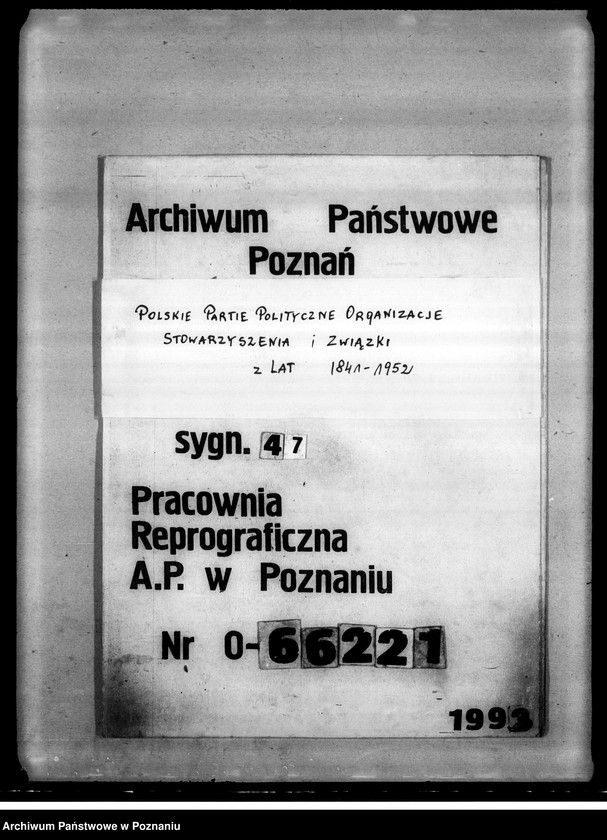 Archiwum Państwowe
Poznań
POLSKIE PARTIE POLITYCZNE ORGANIZACJE
STOWARZYSZENIA i ZWIĄZKI
z LAT 1841-1952
sygn. 47
Pracownia
Reprograficzna
A.P. w Poznaniu
Nr 0-66221
1993
Archiwum Państwowe w Poznaniu